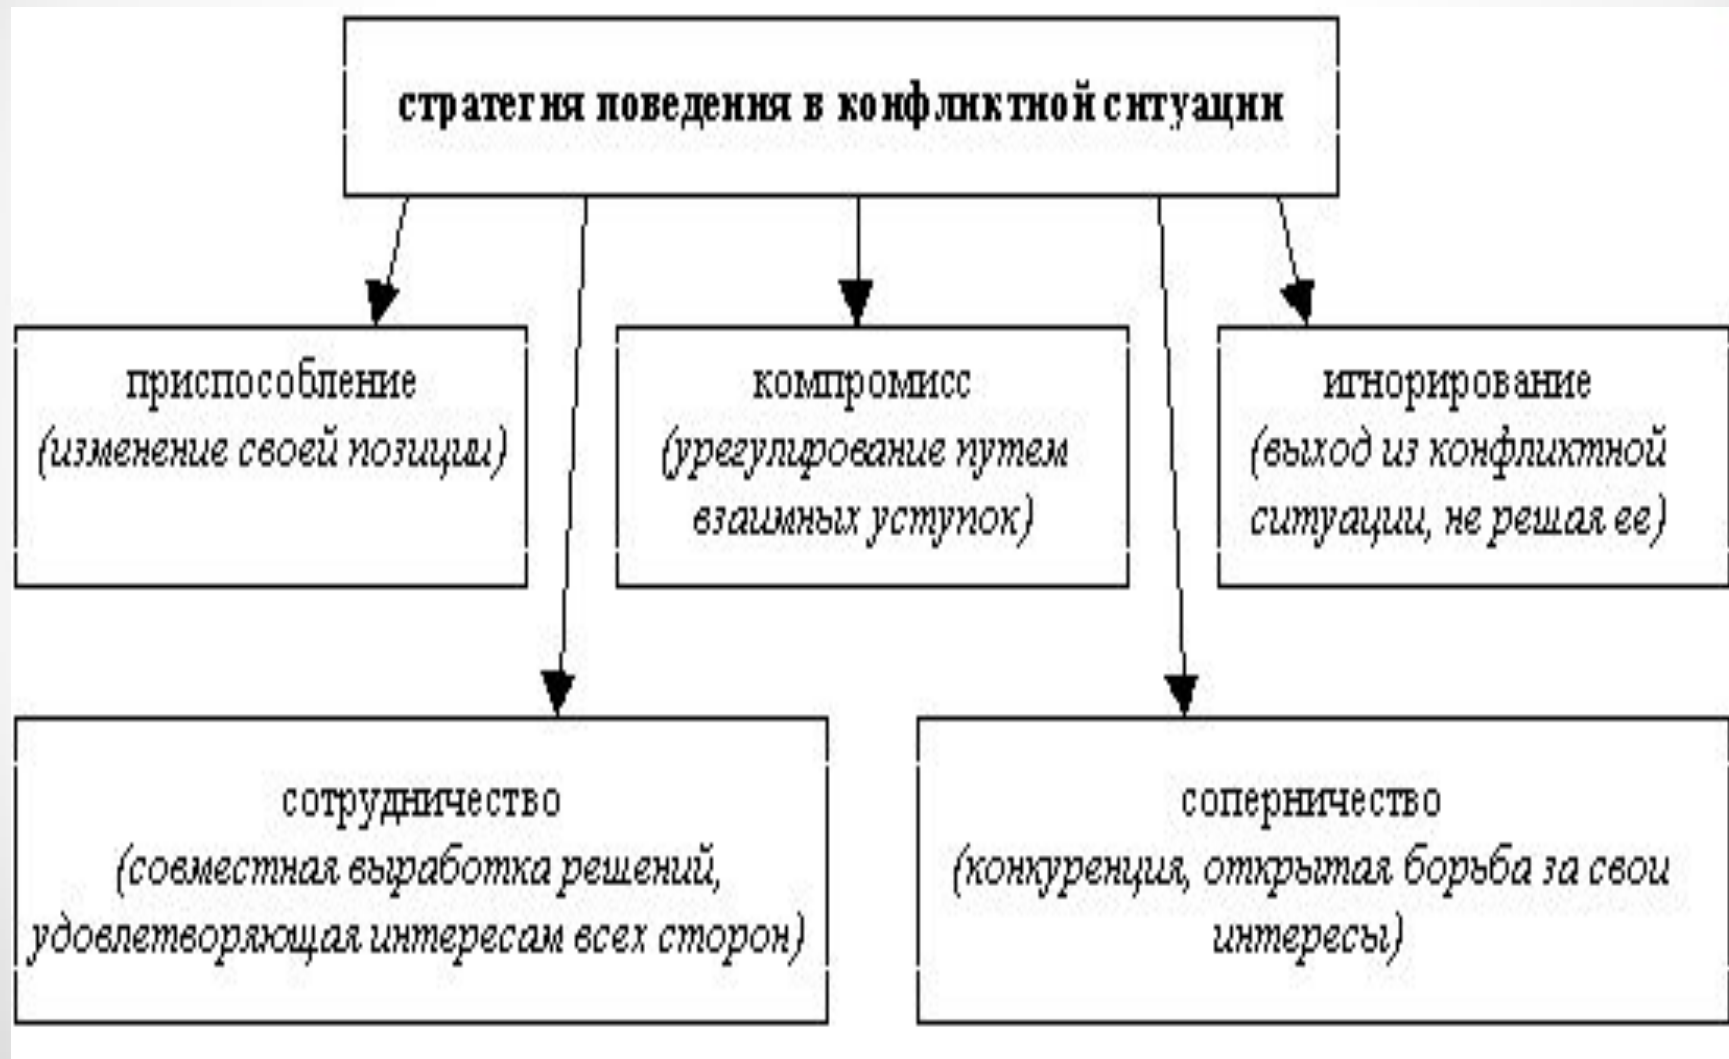 стратегия поведения в конфликтной ситуации
приспособление
(изменение своей позиции)
компромисс
(урегулирование путем
взаимных уступок)
игнорирование
(выход из конфликтной
ситуации, не решая ее)
сотрудничество
(совместная выработка решений,
удовлетворяющая интересам всех сторон)
соперничество
(конкуренция, открытая борьба за свои
интересы)